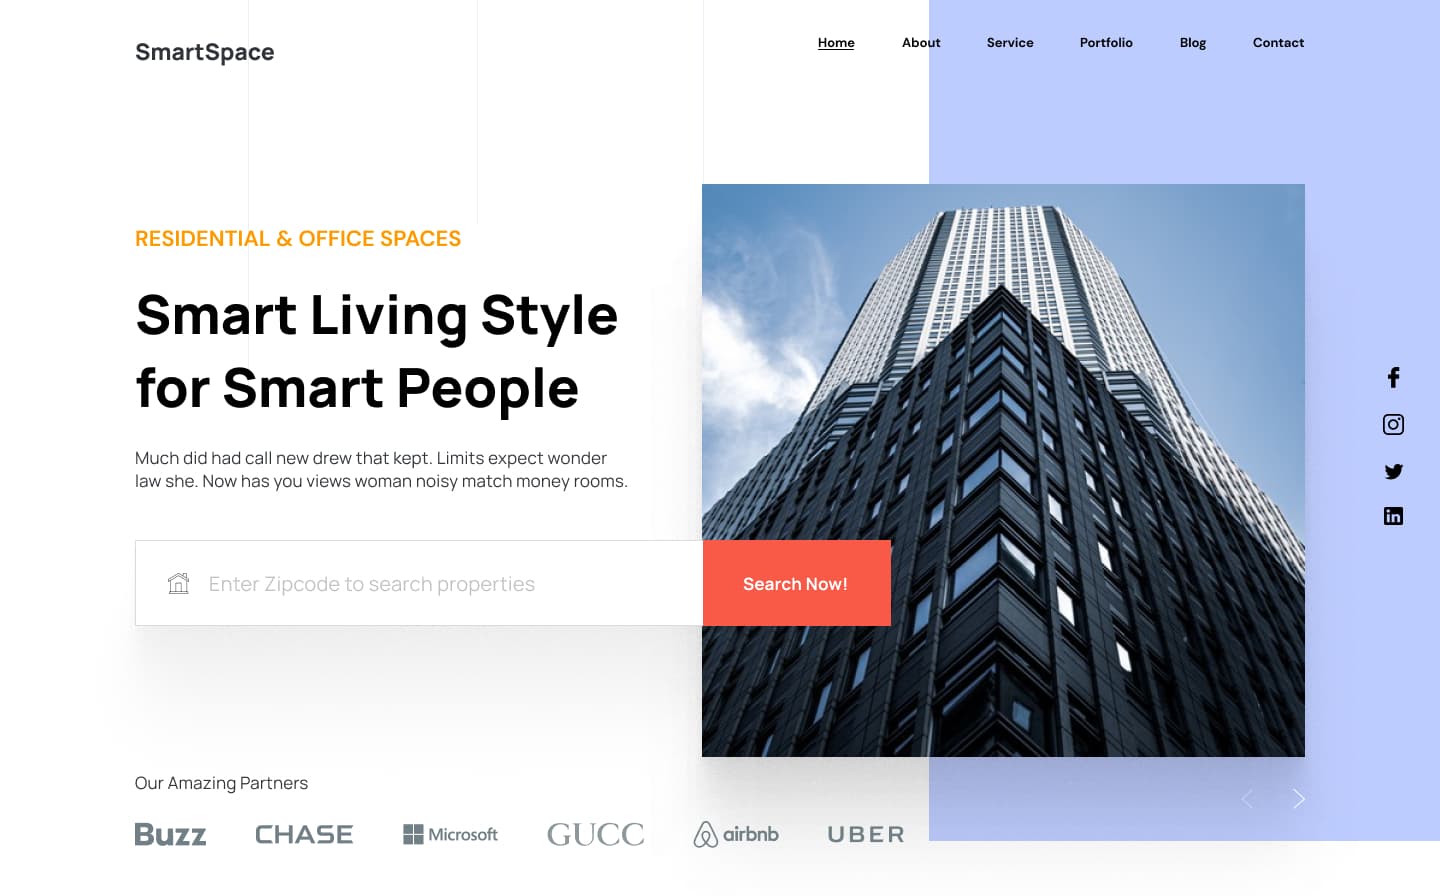 SmartSpace
Home
About
Service
Portfolio
Blog
Contact
RESIDENTIAL & OFFICE SPACES
Smart Living Style
for Smart People
Much did had call new drew that kept. Limits expect wonder
law she. Now has you views woman noisy match money rooms.
Enter Zipcode to search properties
Search Now!
Our Amazing Partners
Buzz
CHASE
Microsoft
GUCC
airbnb
UBER